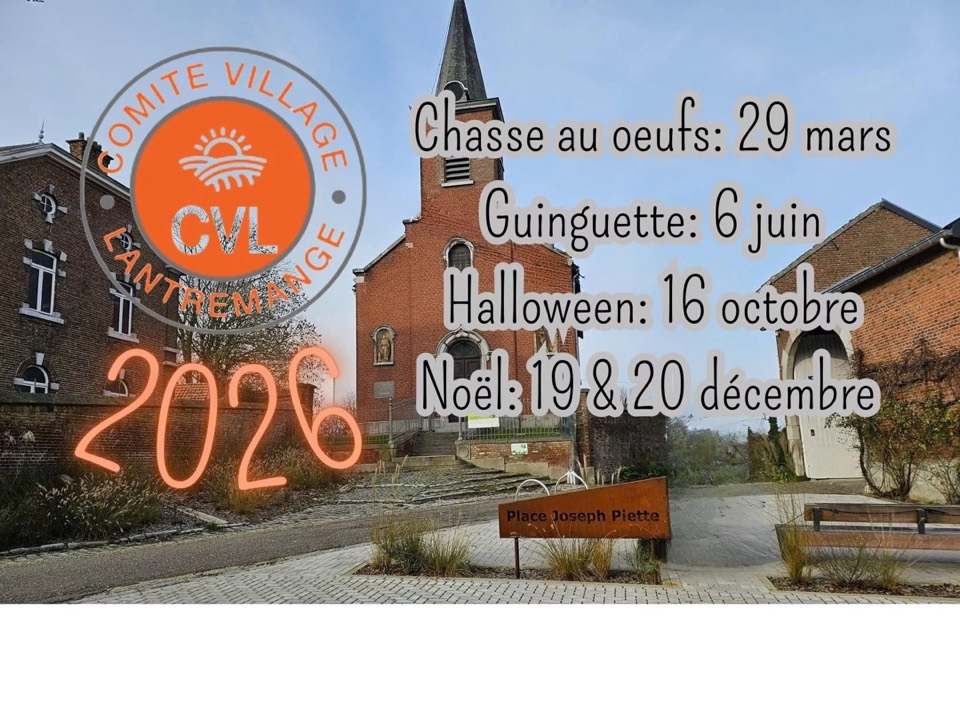 COMITE VILLAGE
CVL
LANTREMANGE
2026
Chasse au oeufs: 29 mars
Guinguette: 6 juin
Halloween: 16 octobre
Noël: 19 & 20 décembre
Place Joseph Piette